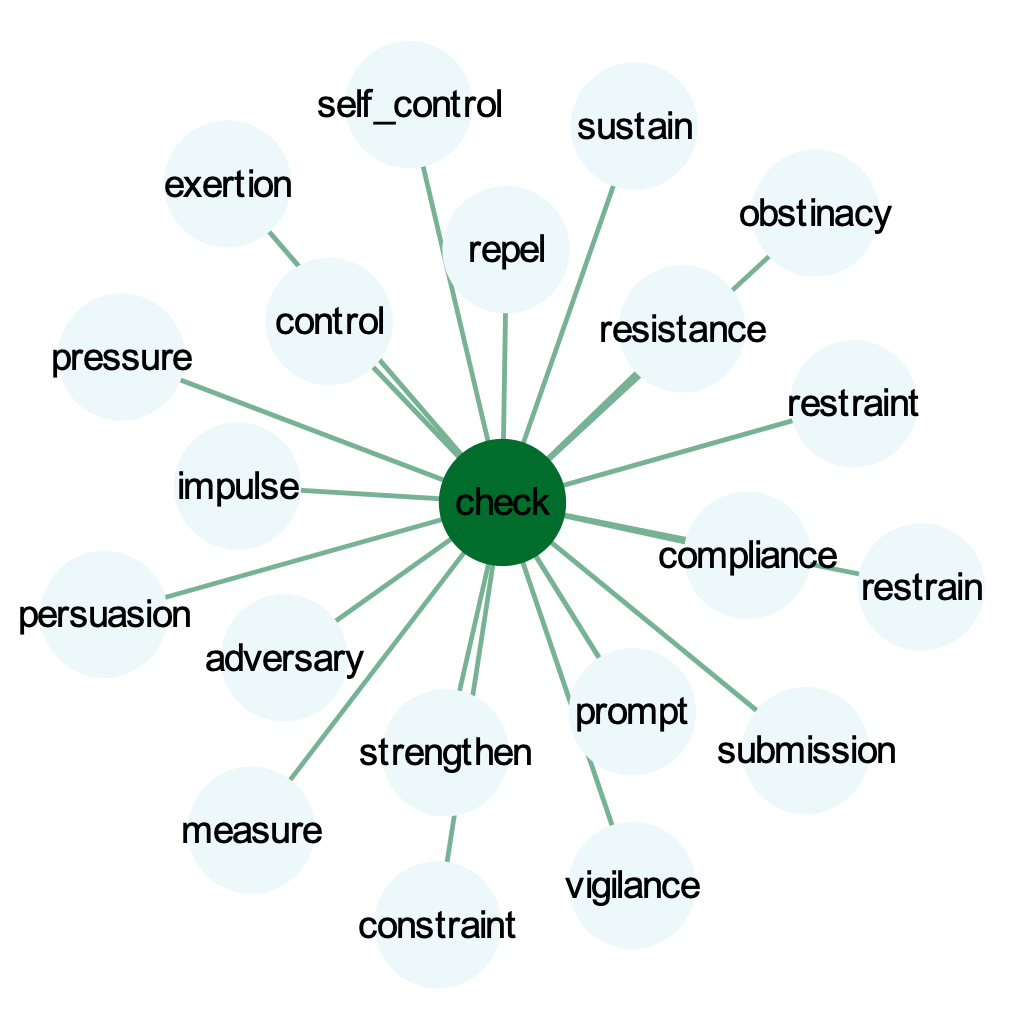 self_control
sustain
exertion
obstinacy
repel
control
resistance
pressure
restraint
impulse
check
compliance
restrain
persuasion
adversary
prompt
strengthen
submission
measure
vigilance
constraint